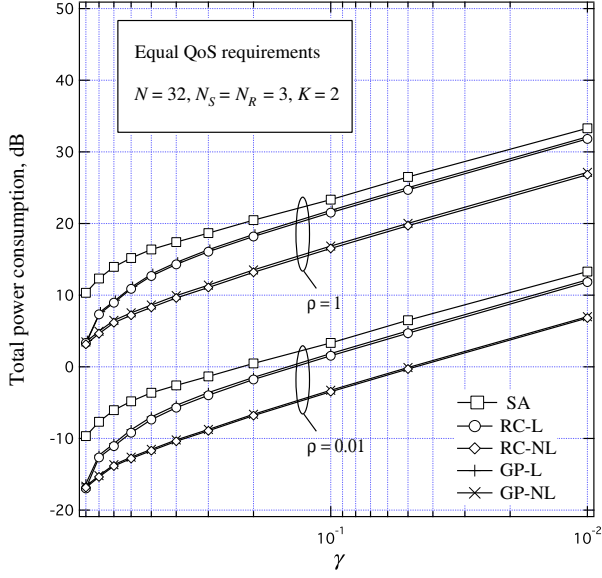 50
40
30
20
10
0
-10
-20
Total power consumption, dB
Equal QoS requirements
N = 32, N_S = N_R = 3, K = 2
ρ = 1
ρ = 0.01
SA
RC-L
RC-NL
GP-L
GP-NL
10^-1
10^-2
γ